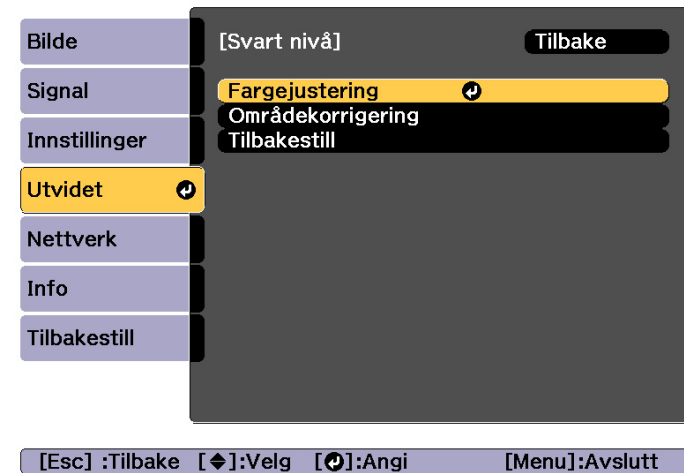 Bilde
Signal
Innstillinger
Utvidet
Nettverk
Info
Tilbakestill
[Svart nivå] Tilbake
Fargejustering
Områdekorrigering
Tilbakestill
[Esc] :Tilbake [◆]:Velg [↵]:Angi [Menu]:Avslutt